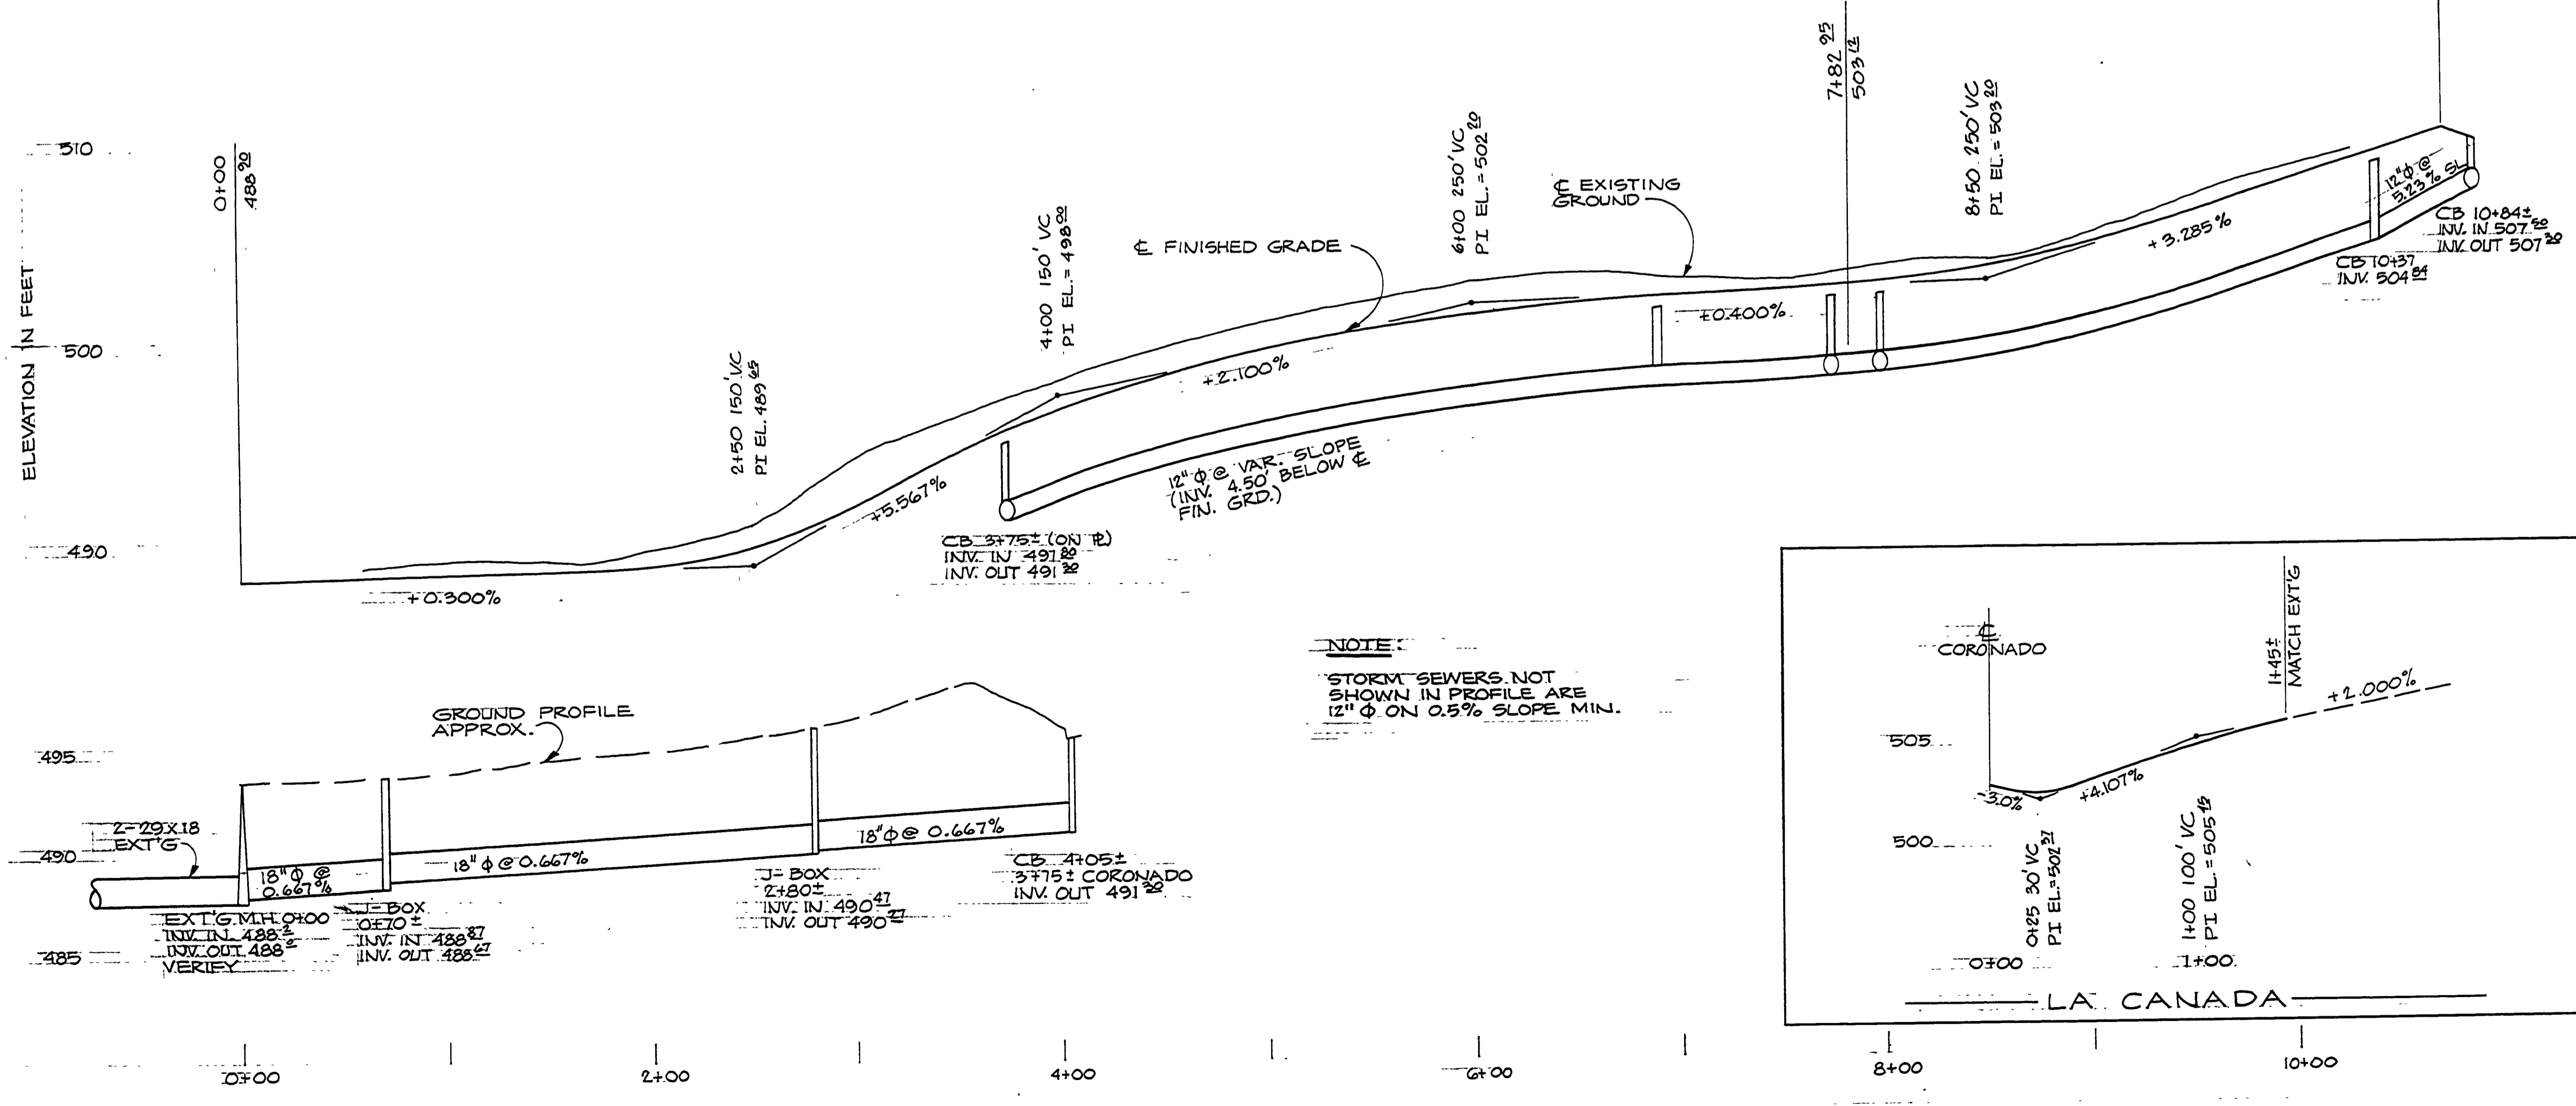 ELEVATION IN FEET
510
500
490
0+00
488 90
2+50 150' VC
PI EL. 489 65
4+00 150' VC
PI EL. = 498 00
6+00 250' VC
PI EL. = 502 20
7+82 95
503 12
8+50 250' VC
PI EL. = 503 20
℄ EXISTING
GROUND
℄ FINISHED GRADE
+0.300%
+5.567%
+2.100%
+0.400%
+3.285%
12"ϕ @
5.23% SL
CB 10+84±
INV. IN 507 50
INV. OUT 507 30
CB 10+37
INV. 504 84
12"ϕ @ VAR. SLOPE
(INV. 4.50' BELOW ℄
FIN. GRD.)
CB 3+75± (ON ℄)
INV. IN 491 80
INV. OUT 491 30
NOTE:
STORM SEWERS NOT
SHOWN IN PROFILE ARE
12"ϕ ON 0.5% SLOPE MIN.
GROUND PROFILE
APPROX.
495
490
485
2-29X18
EXT'G
18"ϕ @
0.667%
18"ϕ @ 0.667%
18"ϕ @ 0.667%
EXT'G M.H. 0+00
INV. IN 488 2
INV. OUT 488 0
VERIFY
J-BOX
0+70±
INV. IN 488 87
INV. OUT 488 67
J-BOX
2+80±
INV. IN 490 47
INV. OUT 490 27
CB 4+05±
3+75± CORONADO
INV. OUT 491 30
℄
CORONADO
1+45±
MATCH EXT'G
+2.000%
505
500
-3.0%
+4.107%
0+25 30' VC
PI EL.=502 37
1+00 100' VC
PI EL.=505 45
0+00
1+00
LA CANADA
0+00
2+00
4+00
6+00
8+00
10+00